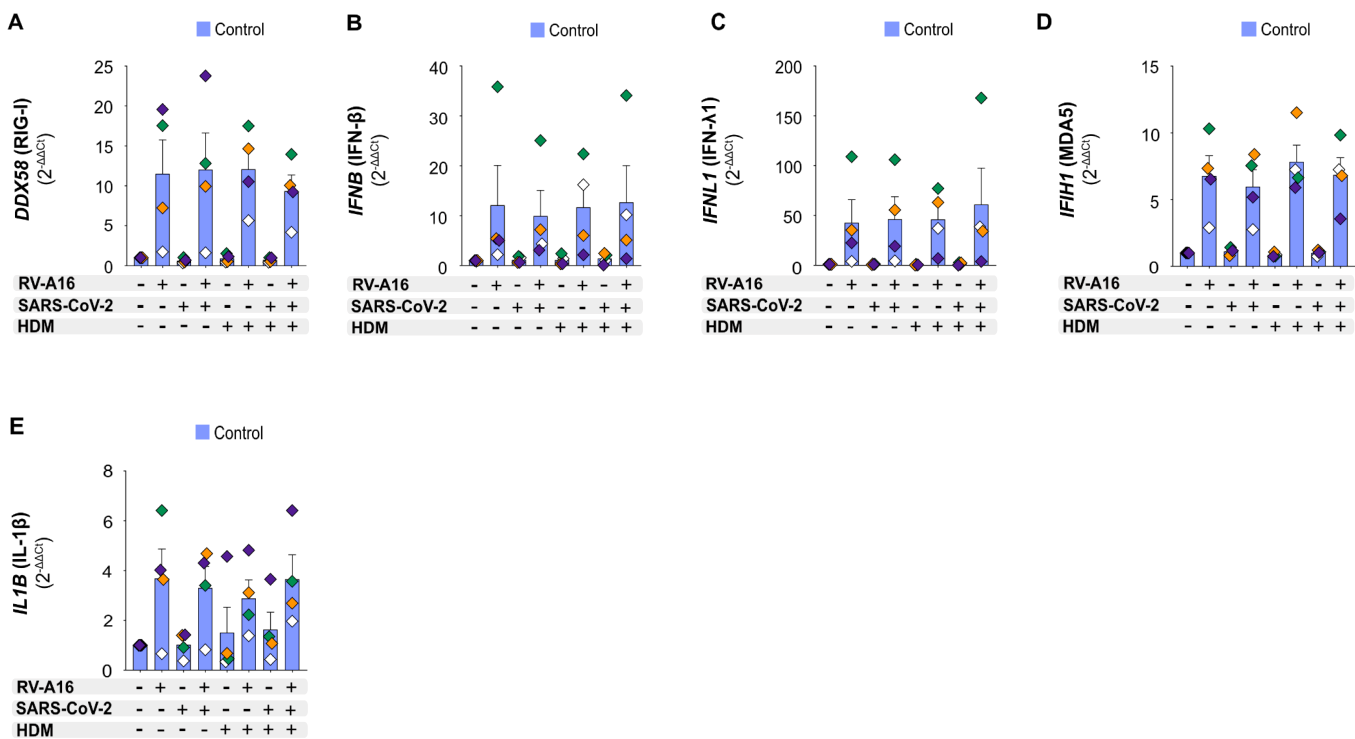 A
Control
DDX58 (RIG-I)
(2-ΔΔCt)
25
20
15
10
5
0
RV-A16 - + - + - + - +
SARS-CoV-2 - - + + - - + +
HDM - - - - + + + +
B
Control
IFNB (IFN-β)
(2-ΔΔCt)
40
30
20
10
0
RV-A16 - + - + - + - +
SARS-CoV-2 - - + + - - + +
HDM - - - - + + + +
C
Control
IFNL1 (IFN-λ1)
(2-ΔΔCt)
200
150
100
50
0
RV-A16 - + - + - + - +
SARS-CoV-2 - - + + - - + +
HDM - - - - + + + +
D
Control
IFIH1 (MDA5)
(2-ΔΔCt)
15
10
5
0
RV-A16 - + - + - + - +
SARS-CoV-2 - - + + - - + +
HDM - - - - + + + +
E
Control
IL1B (IL-1β)
(2-ΔΔCt)
8
6
4
2
0
RV-A16 - + - + - + - +
SARS-CoV-2 - - + + - - + +
HDM - - - - + + + +